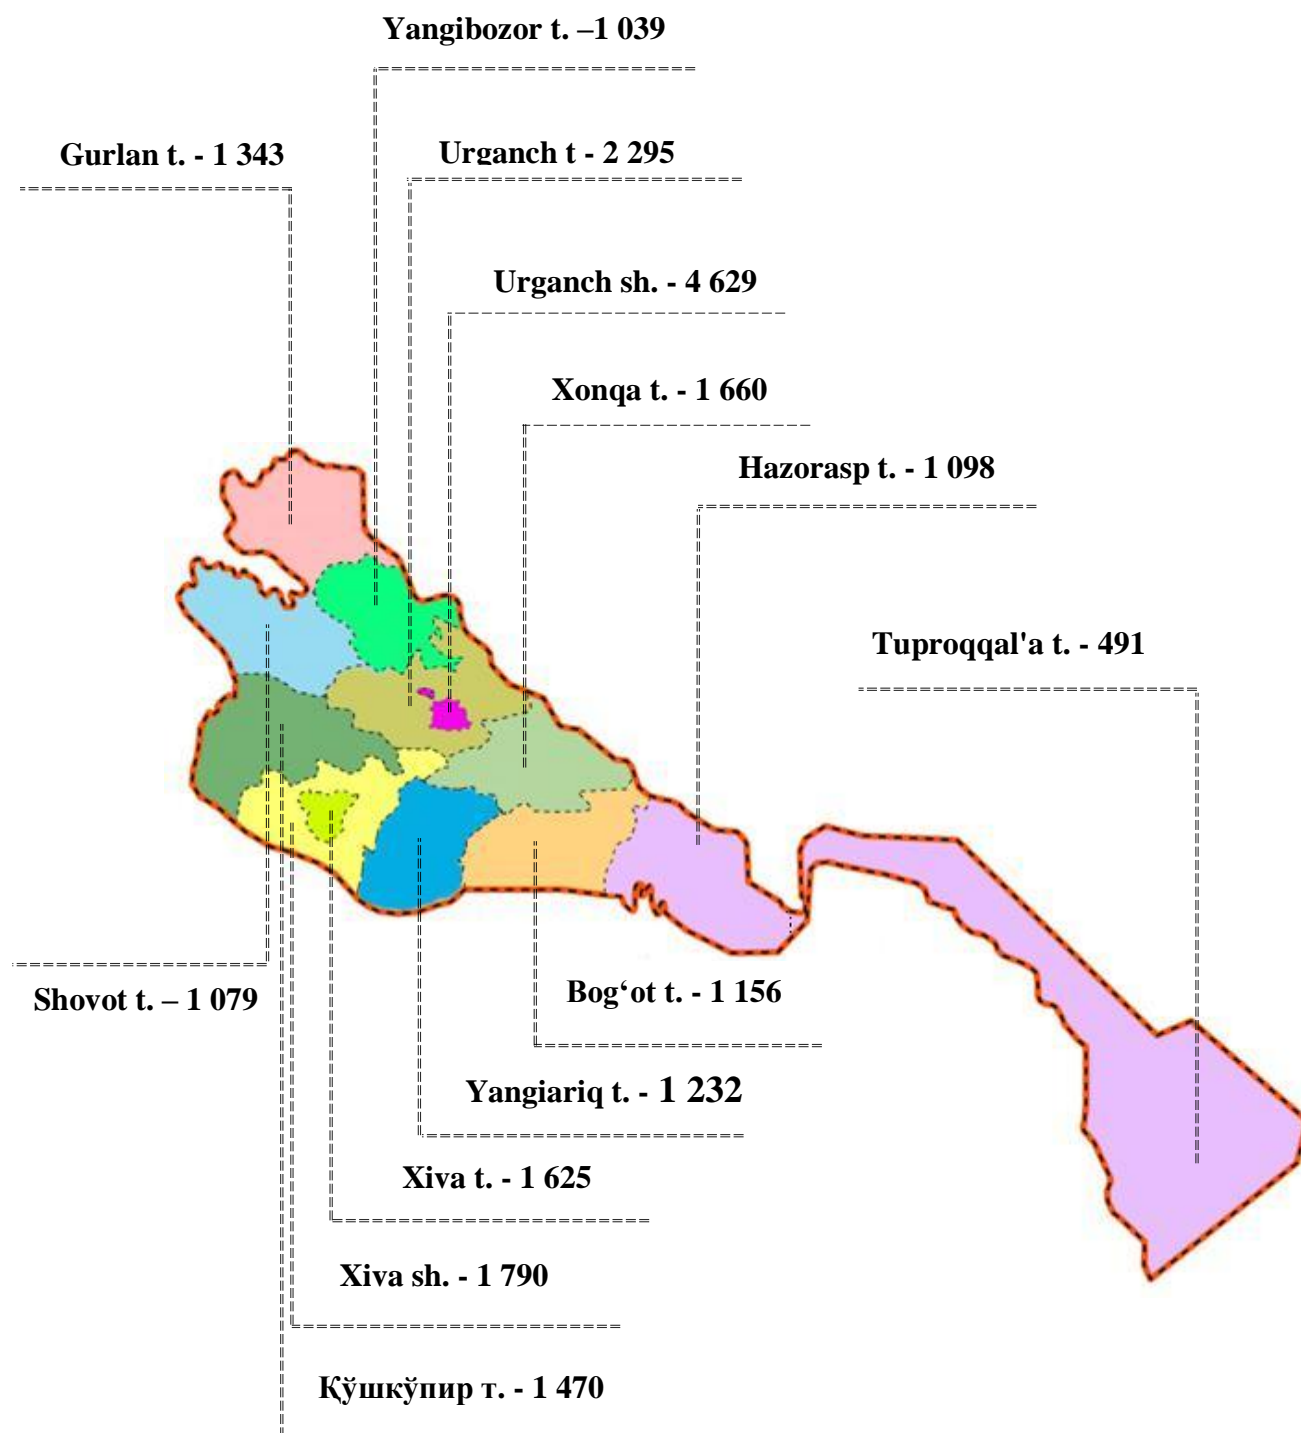 Yangibozor t. –1 039
Gurlan t. - 1 343
Urganch t - 2 295
Urganch sh. - 4 629
Xonqa t. - 1 660
Hazorasp t. - 1 098
Tuproqqal'a t. - 491
Shovot t. – 1 079
Bog‘ot t. - 1 156
Yangiariq t. - 1 232
Xiva t. - 1 625
Xiva sh. - 1 790
Қўшкўпир т. - 1 470